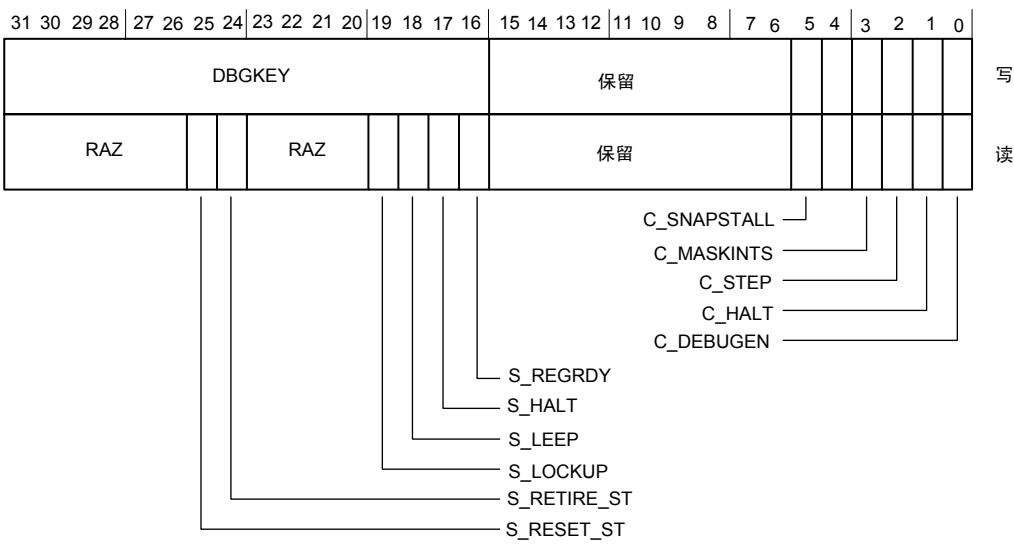 31 30 29 28 27 26 25 24 23 22 21 20 19 18 17 16 15 14 13 12 11 10 9 8 7 6 5 4 3 2 1 0
DBGKEY 保留 写
RAZ RAZ 保留 读
C_SNAPSTALL
C_MASKINTS
C_STEP
C_HALT
C_DEBUGEN
S_REGRDY
S_HALT
S_LEEP
S_LOCKUP
S_RETIRE_ST
S_RESET_ST